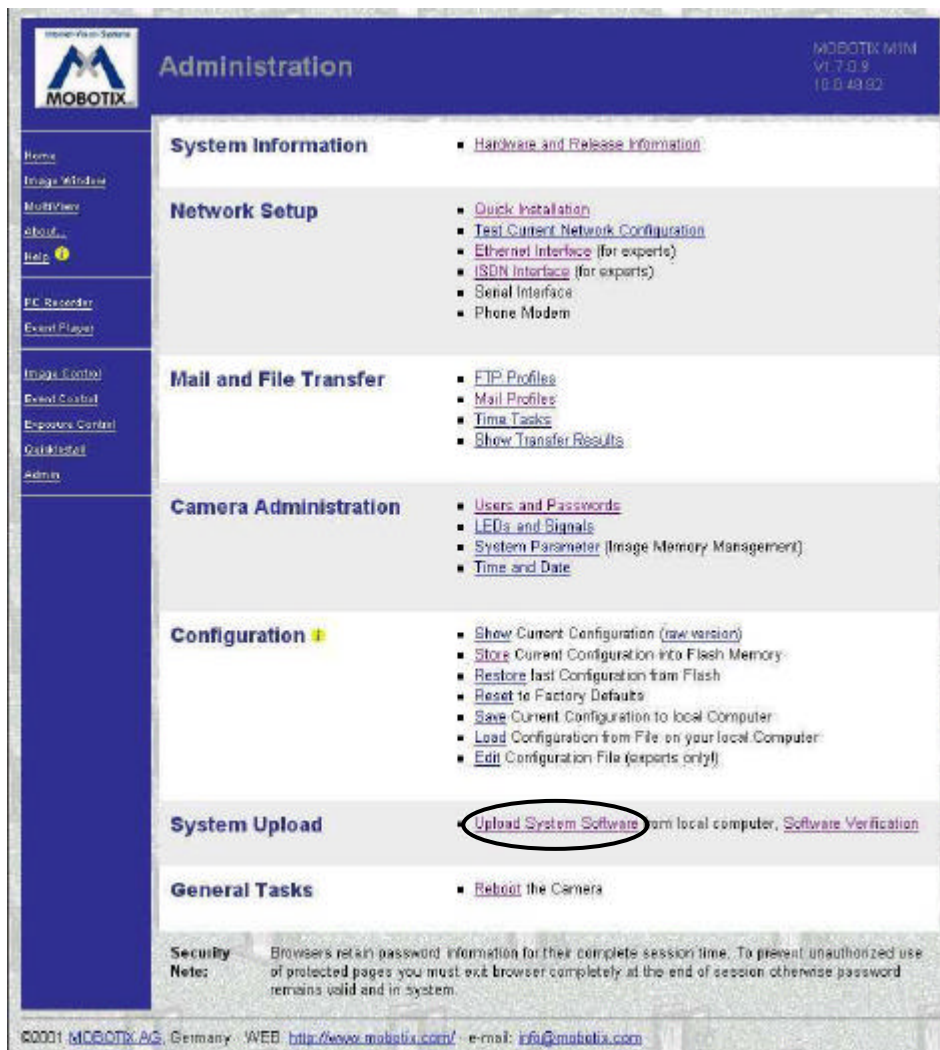 Internet-Vision-Systems
MOBOTIX
Administration
MOBOTIX M1M
V1.7.0.9
10.0.49.92
Home
Image Window
MultiView
About...
Help
PC Recorder
Event Player
Image Control
Event Control
Exposure Control
QuickInstall
Admin
System Information
Hardware and Release Information
Network Setup
Quick Installation
Test Current Network Configuration
Ethernet Interface (for experts)
ISDN Interface (for experts)
Serial Interface
Phone Modem
Mail and File Transfer
FTP Profiles
Mail Profiles
Time Tasks
Show Transfer Results
Camera Administration
Users and Passwords
LEDs and Signals
System Parameter (Image Memory Management)
Time and Date
Configuration i
Show Current Configuration (raw version)
Store Current Configuration into Flash Memory
Restore last Configuration from Flash
Reset to Factory Defaults
Save Current Configuration to local Computer
Load Configuration from File on your local Computer
Edit Configuration File (experts only!)
System Upload
Upload System Software from local computer, Software Verification
General Tasks
Reboot the Camera
Security Note:
Browsers retain password information for their complete session time. To prevent unauthorized use
of protected pages you must exit browser completely at the end of session otherwise password
remains valid and in system.
©2001 MOBOTIX AG, Germany WEB: http://www.mobotix.com/ e-mail: info@mobotix.com